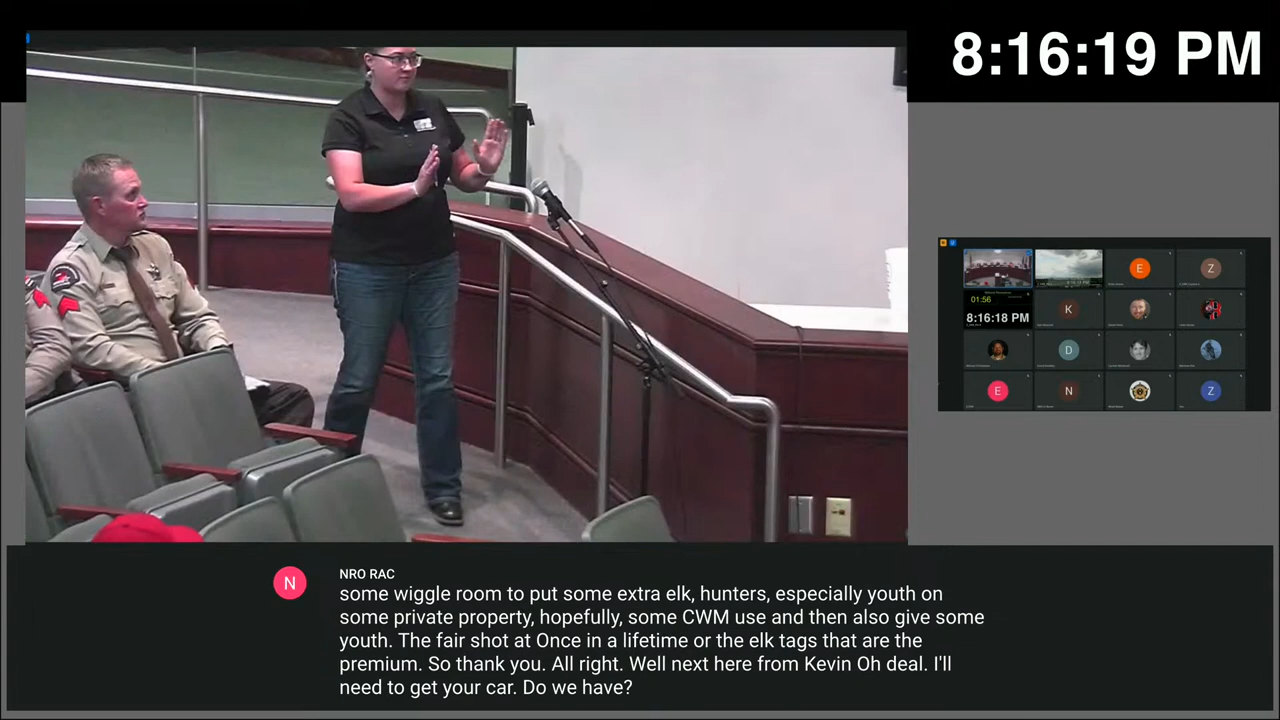 8:16:19 PM
01:56
8:16:18 PM
E
Z
K
D
E
N
Z
N
NRO RAC
some wiggle room to put some extra elk, hunters, especially youth on
some private property, hopefully, some CWM use and then also give some
youth. The fair shot at Once in a lifetime or the elk tags that are the
premium. So thank you. All right. Well next here from Kevin Oh deal. I'll
need to get your car. Do we have?